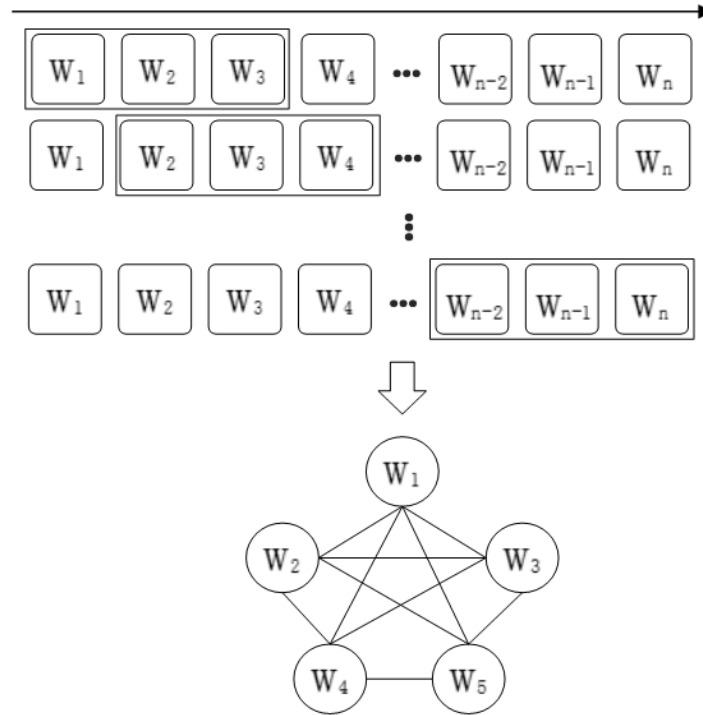 W₁ W₂ W₃ W₄ ••• Wₙ₋₂ Wₙ₋₁ Wₙ
W₁ W₂ W₃ W₄ ••• Wₙ₋₂ Wₙ₋₁ Wₙ
W₁ W₂ W₃ W₄ ••• Wₙ₋₂ Wₙ₋₁ Wₙ
W₁
W₂ W₃
W₄ W₅